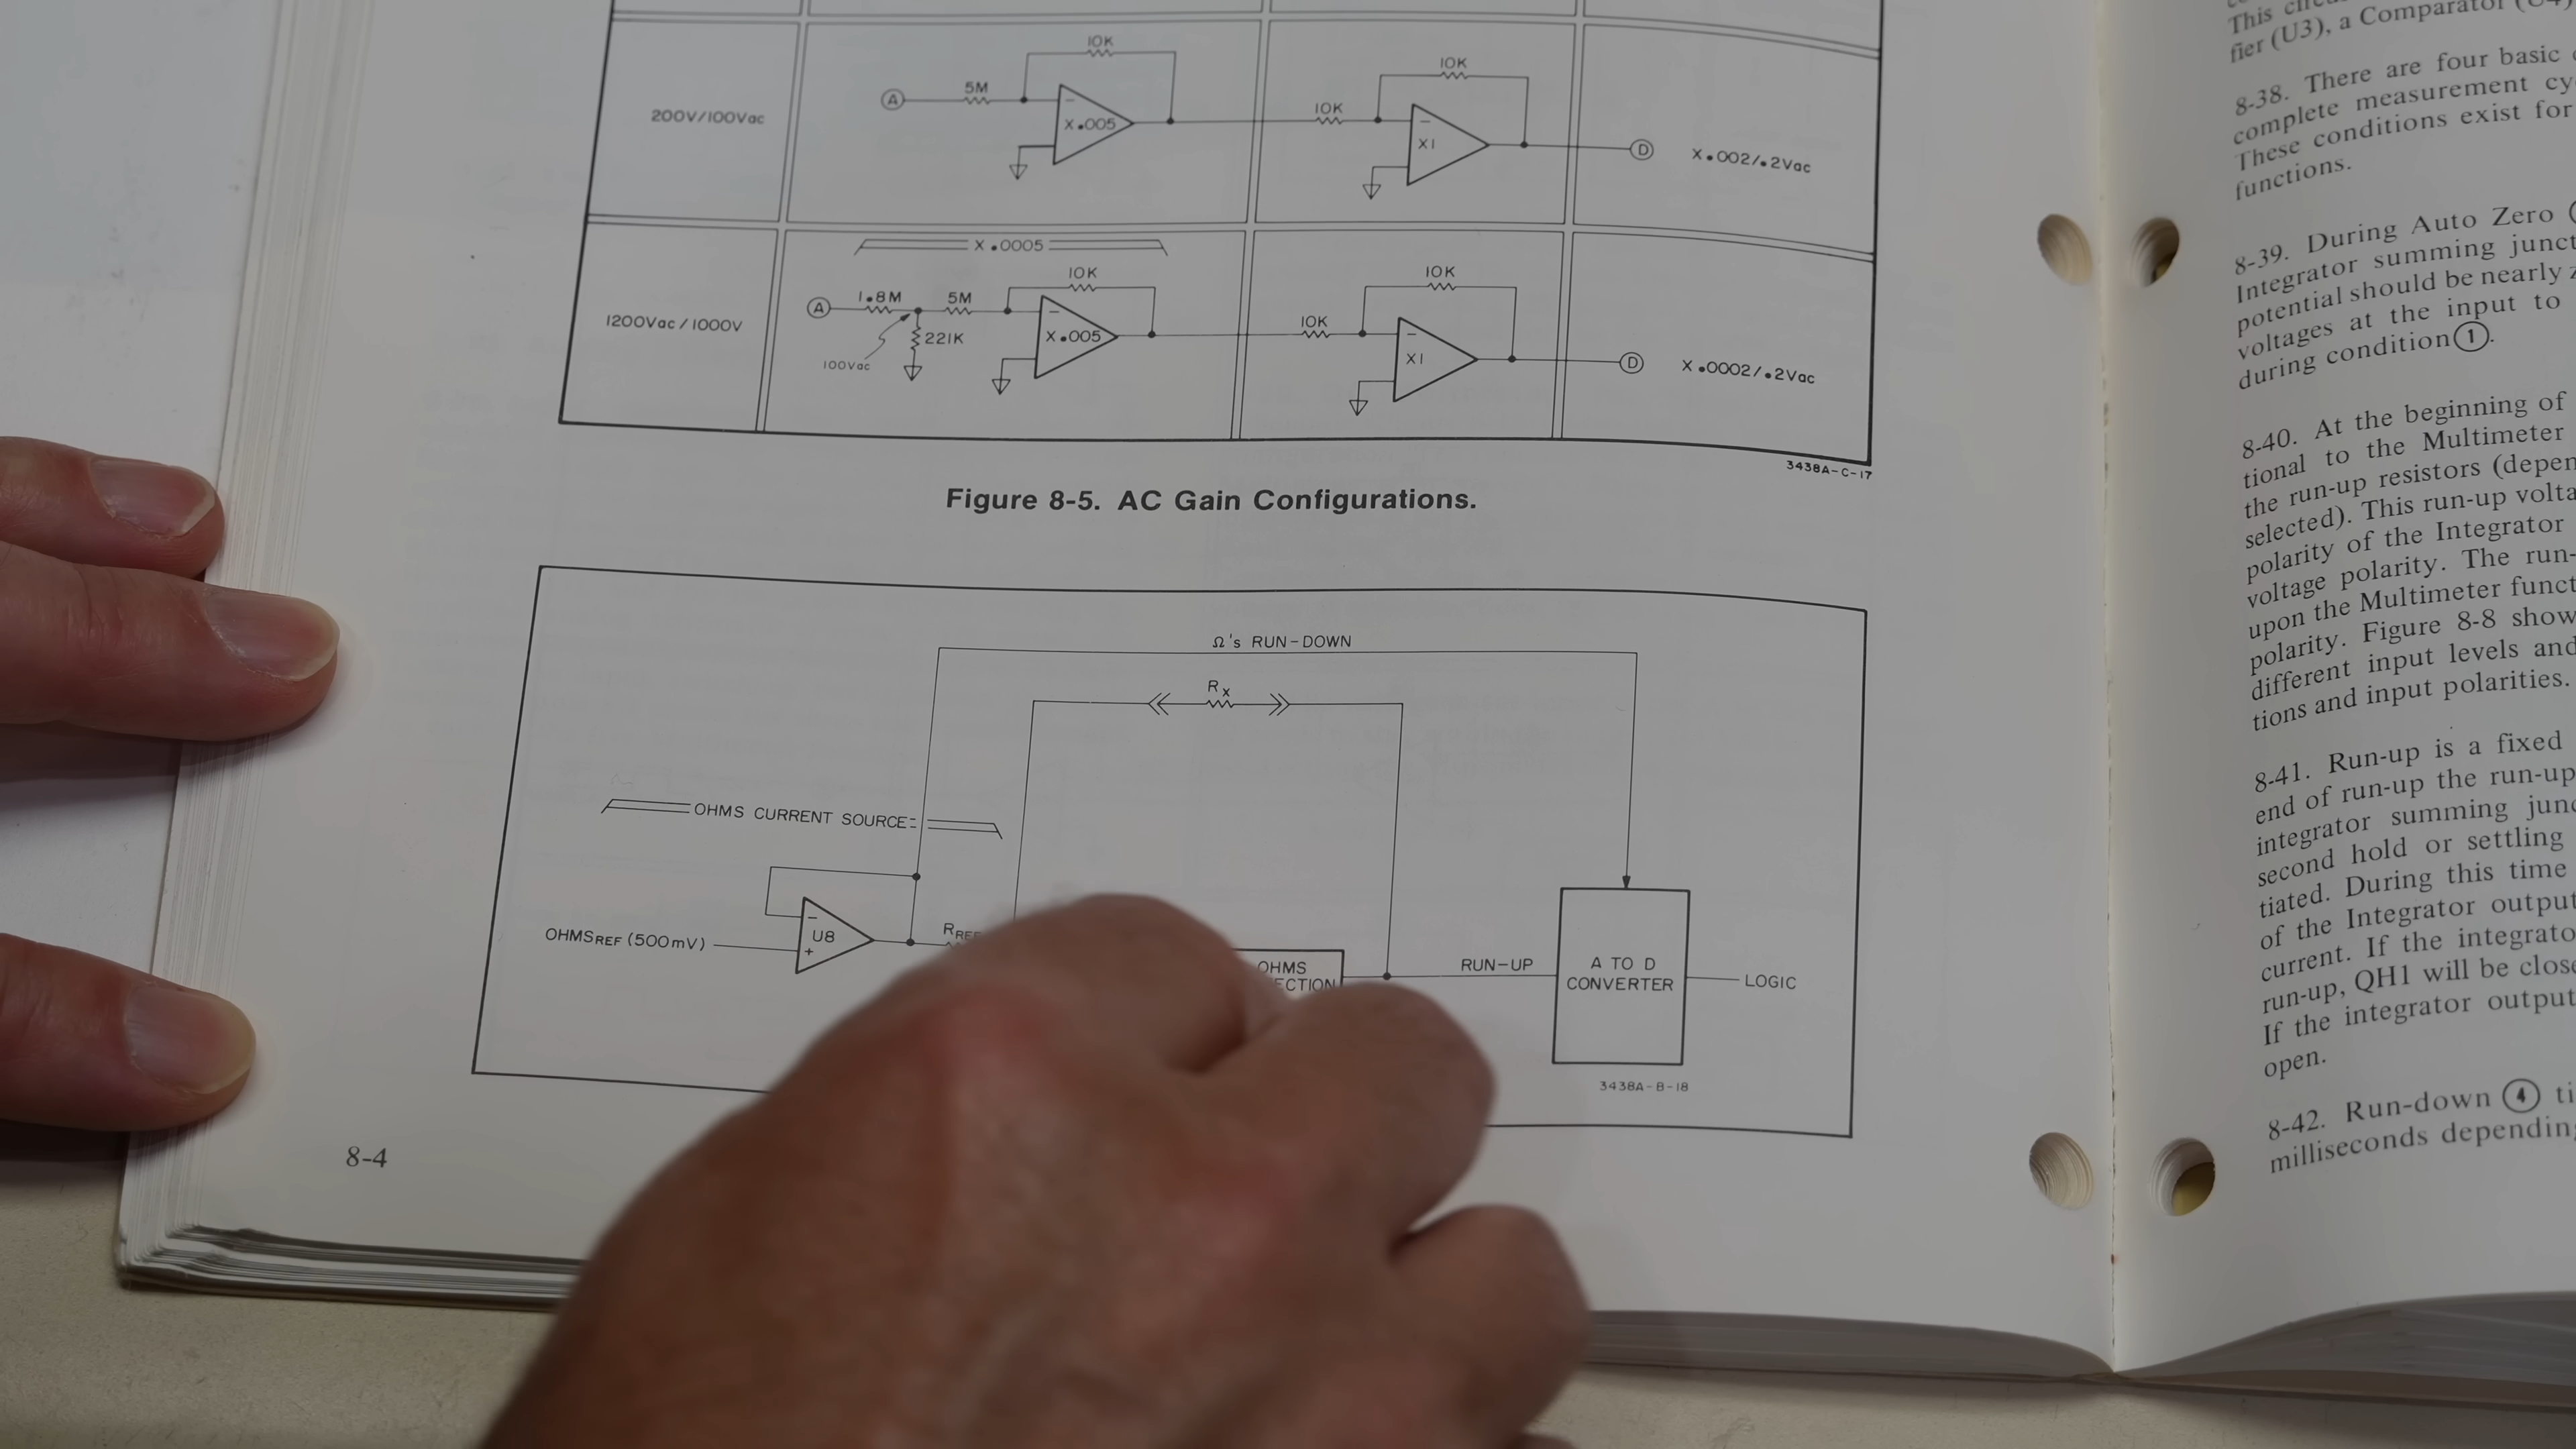 10K
5M
A
200V/100Vac
X.005
10K
10K
X1
D
X.002/.2Vac
X.0005
10K
1.8M
5M
A
1200Vac/1000V
221K
X.005
100Vac
10K
10K
X1
D
X.0002/.2Vac
3438A-C-17
Figure 8-5. AC Gain Configurations.
Ω's RUN-DOWN
Rx
OHMS CURRENT SOURCE
OHMSREF (500mV)
U8
OHMS
RUN-UP
A TO D
CONVERTER
LOGIC
3438A-B-18
8-4
This
fier (U3), a Comparator
8-38. There are four basic
complete measurement
These conditions exist for
functions.
8-39. During Auto Zero
Integrator summing
potential should be nearly
voltages at the input to
during condition 1.
8-40. At the beginning of
tional to the Multimeter
the run-up resistors
selected). This run-up
polarity of the Integrator
voltage polarity. The
upon the Multimeter
polarity. Figure 8-8
different input levels and
tions and input polarities.
8-41. Run-up is a fixed
end of run-up the
integrator summing
second hold or settling
tiated. During this time
of the Integrator
current. If the
run-up, QH1 will be
If the integrator
open.
8-42. Run-down 4
milliseconds